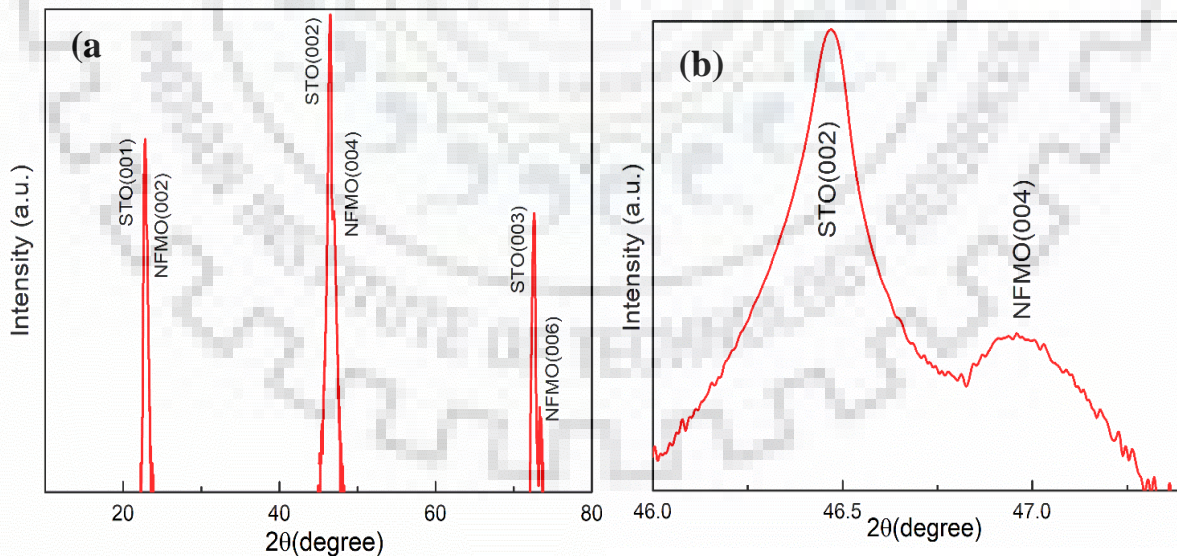 (a
STO(002)
STO(001)
NFMO(002)
NFMO(004)
STO(003)
NFMO(006)
Intensity (a.u.)
20
40
60
80
2θ(degree)
(b)
STO(002)
NFMO(004)
Intensity (a.u.)
46.0
46.5
47.0
2θ(degree)